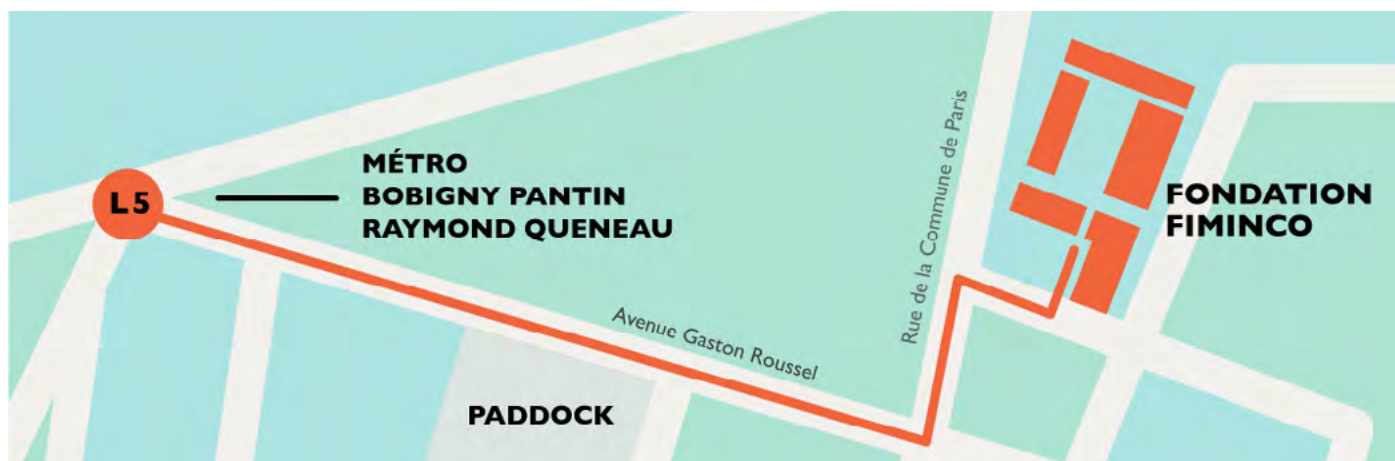 L5
MÉTRO
BOBIGNY PANTIN
RAYMOND QUENEAU
Avenue Gaston Roussel
PADDOCK
Rue de la Commune de Paris
FONDATION
FIMINCO